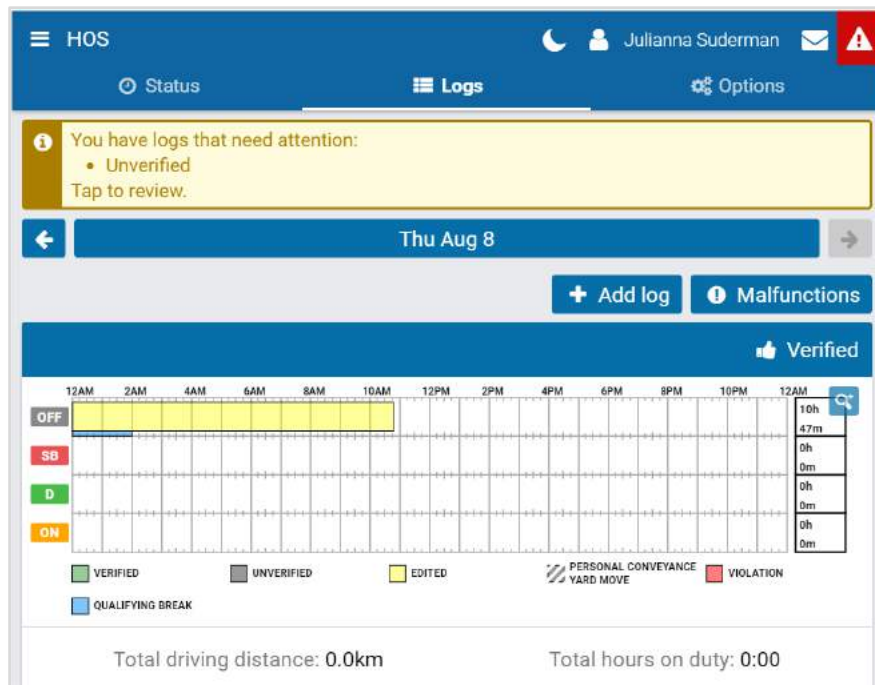 HOS
Julianna Suderman
Status
Logs
Options
You have logs that need attention:
• Unverified
Tap to review.
Thu Aug 8
Add log
Malfunctions
Verified
12AM 2AM 4AM 6AM 8AM 10AM 12PM 2PM 4PM 6PM 8PM 10PM 12AM
OFF
10h
47m
SB
0h
0m
D
0h
0m
ON
0h
0m
VERIFIED
UNVERIFIED
EDITED
PERSONAL CONVEYANCE
YARD MOVE
VIOLATION
QUALIFYING BREAK
Total driving distance: 0.0km
Total hours on duty: 0:00